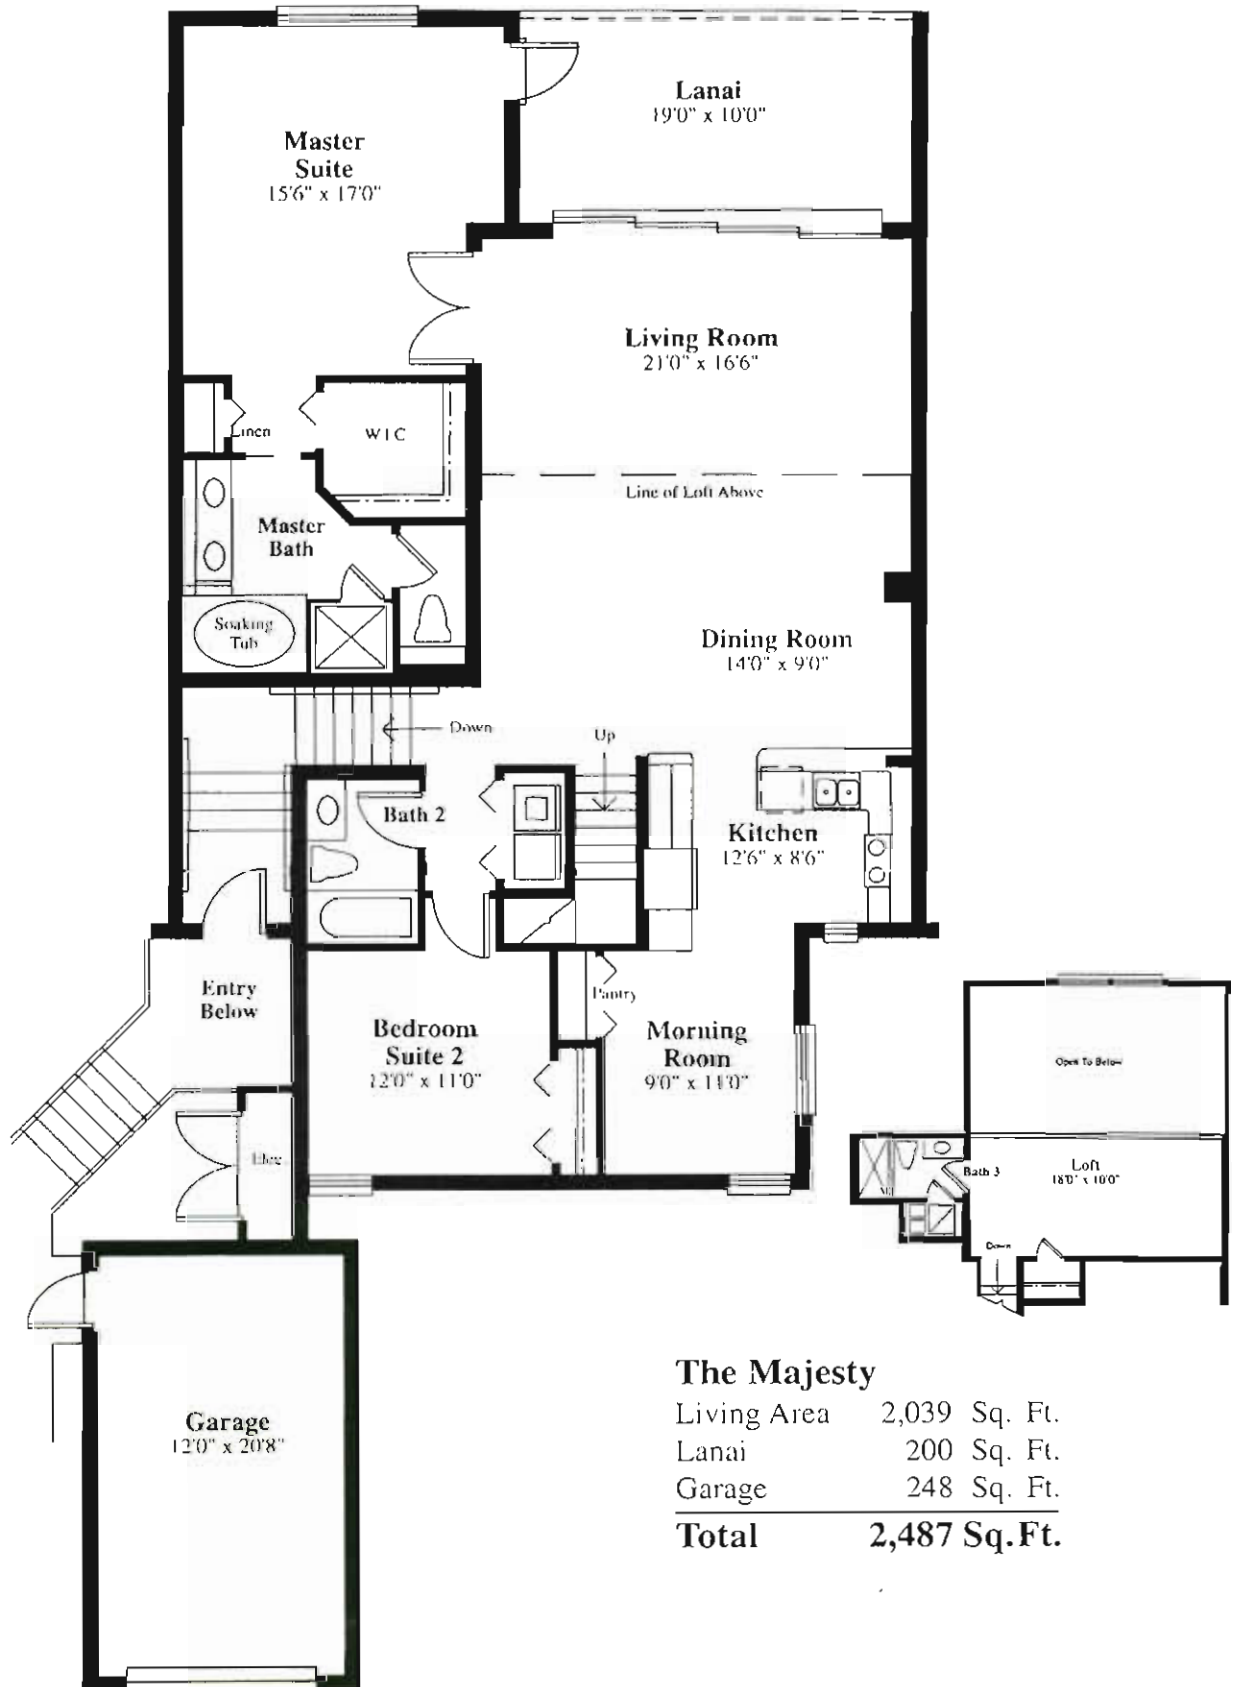 Lanai
19'0" x 10'0"
Master
Suite
15'6" x 17'0"
Living Room
21'0" x 16'6"
Linen
WIC
Line of Loft Above
Master
Bath
Soaking
Tub
Dining Room
14'0" x 9'0"
Down
Up
Bath 2
Kitchen
12'6" x 8'6"
Entry
Below
Pantry
Bedroom
Suite 2
12'0" x 11'0"
Morning
Room
9'0" x 11'0"
Elec
Open To Below
Bath 3
Loft
18'0" x 10'0"
Down
Garage
12'0" x 20'8"
The Majesty
Living Area 2,039 Sq. Ft.
Lanai 200 Sq. Ft.
Garage 248 Sq. Ft.
Total 2,487 Sq.Ft.